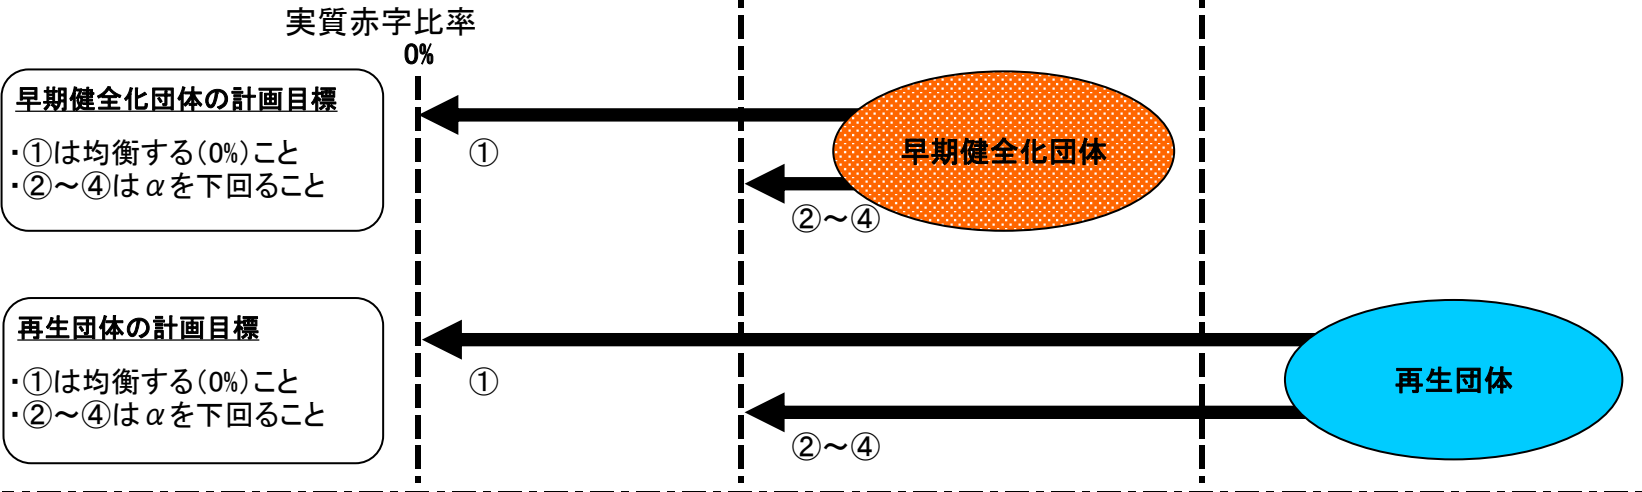 実質赤字比率
0%
早期健全化団体の計画目標
・①は均衡する(0%)こと
・②～④はαを下回ること
①
②～④
早期健全化団体
再生団体の計画目標
・①は均衡する(0%)こと
・②～④はαを下回ること
①
②～④
再生団体